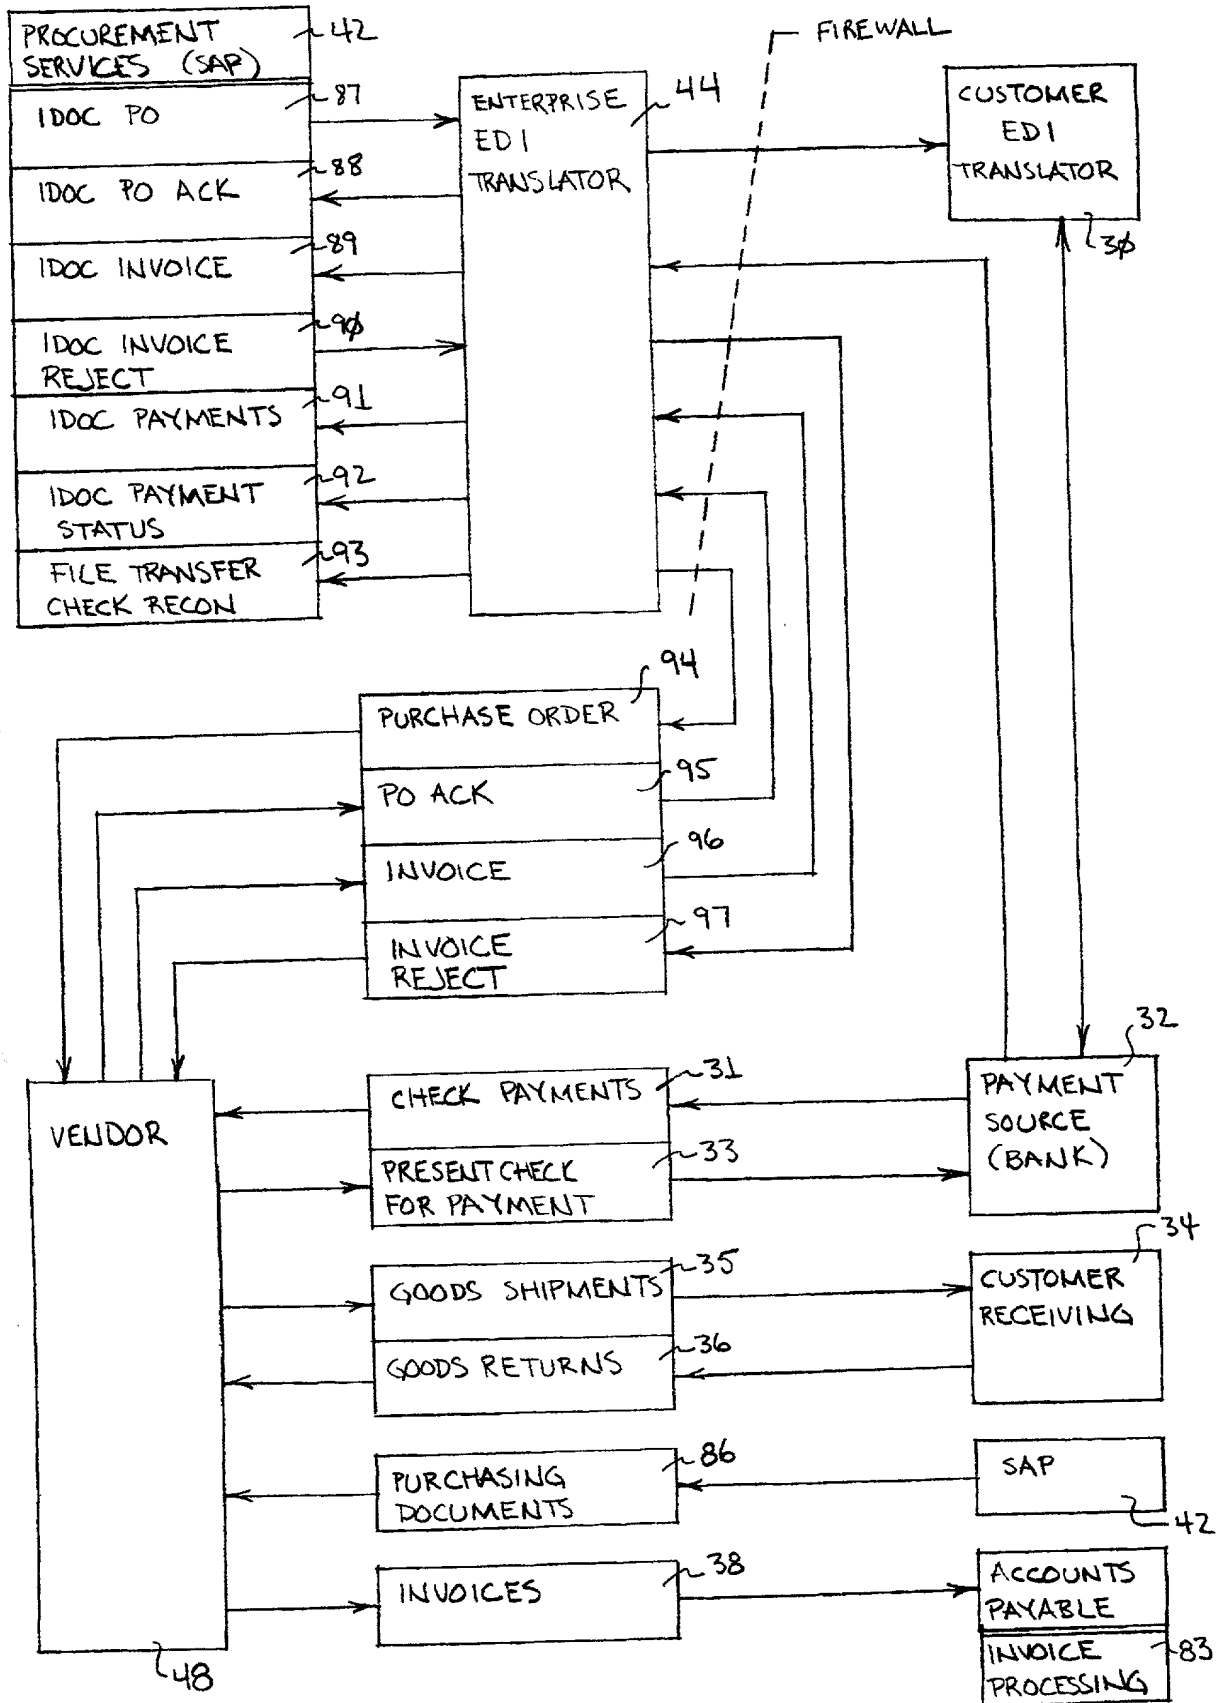 FIREWALL
PROCUREMENT
SERVICES (SAP)
42
IDOC PO
87
IDOC PO ACK
88
IDOC INVOICE
89
IDOC INVOICE
REJECT
9Ø
IDOC PAYMENTS
91
IDOC PAYMENT
STATUS
92
FILE TRANSFER
CHECK RECON
93
ENTERPRISE
EDI
TRANSLATOR
44
CUSTOMER
EDI
TRANSLATOR
3Ø
PURCHASE ORDER
94
PO ACK
95
INVOICE
96
INVOICE
REJECT
97
VENDOR
48
CHECK PAYMENTS
31
PRESENT CHECK
FOR PAYMENT
33
PAYMENT
SOURCE
(BANK)
32
GOODS SHIPMENTS
35
GOODS RETURNS
36
CUSTOMER
RECEIVING
34
PURCHASING
DOCUMENTS
86
SAP
42
INVOICES
38
ACCOUNTS
PAYABLE
INVOICE
PROCESSING
83